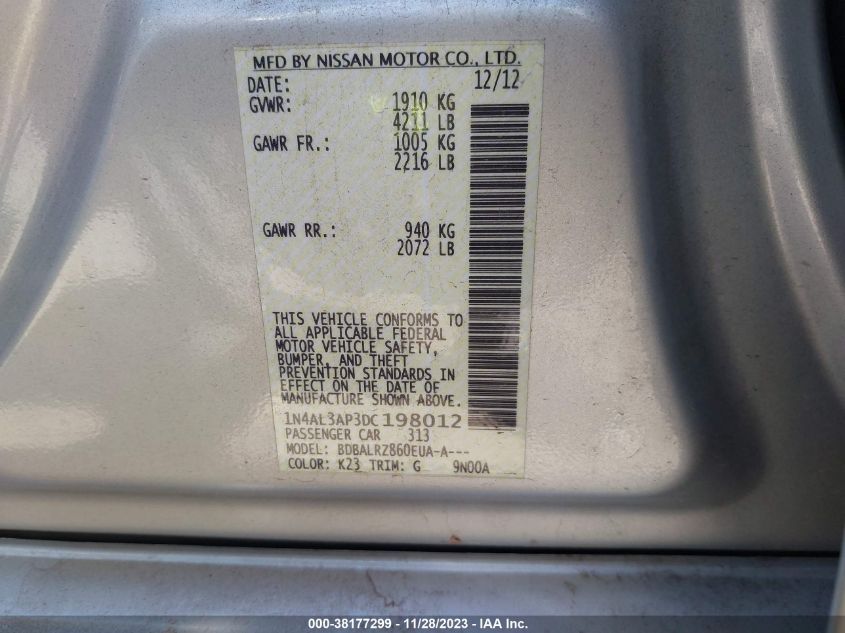 MFD BY NISSAN MOTOR CO., LTD.
DATE: 12/12
GVWR: 1910 KG
4211 LB
GAWR FR.: 1005 KG
2216 LB
GAWR RR.: 940 KG
2072 LB
THIS VEHICLE CONFORMS TO
ALL APPLICABLE FEDERAL
MOTOR VEHICLE SAFETY,
BUMPER, AND THEFT
PREVENTION STANDARDS IN
EFFECT ON THE DATE OF
MANUFACTURE SHOWN ABOVE.
1N4AL3AP3DC198012
PASSENGER CAR 313
MODEL: BDBALRZ860EUA-A---
COLOR: K23 TRIM: G 9N00A
000-38177299 - 11/28/2023 - © IAA, Inc.